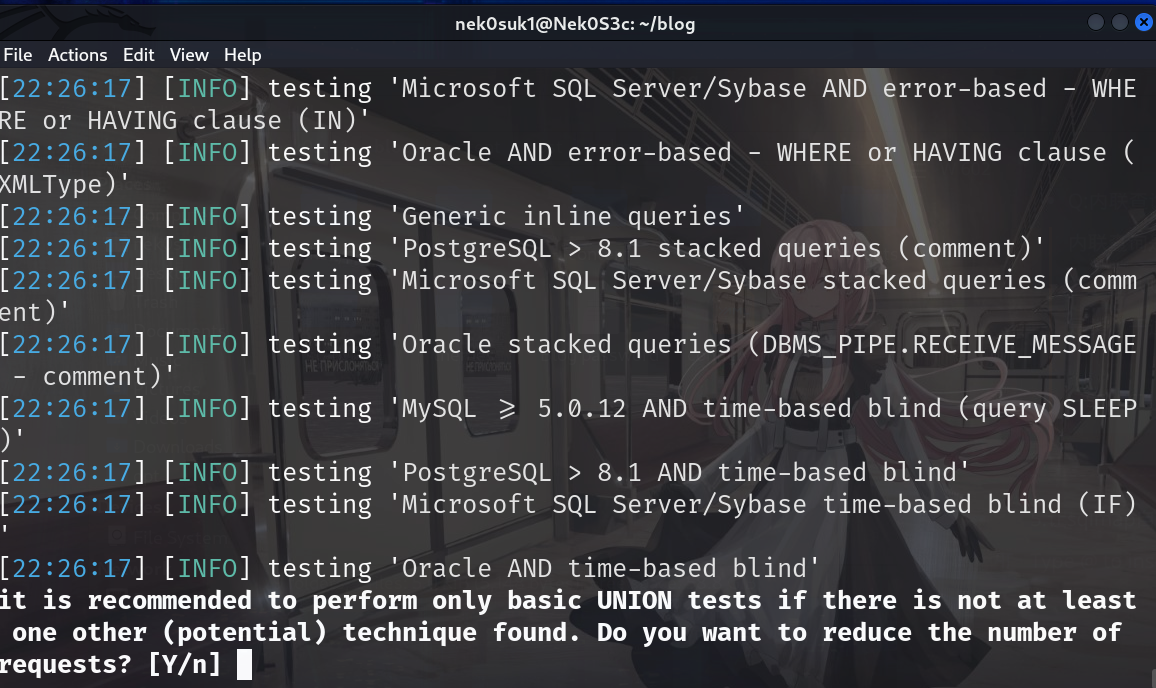 nek0suk1@Nek0S3c: ~/blog
File Actions Edit View Help
[22:26:17] [INFO] testing 'Microsoft SQL Server/Sybase AND error-based - WHE
RE or HAVING clause (IN)'
[22:26:17] [INFO] testing 'Oracle AND error-based - WHERE or HAVING clause (
XMLType)'
[22:26:17] [INFO] testing 'Generic inline queries'
[22:26:17] [INFO] testing 'PostgreSQL > 8.1 stacked queries (comment)'
[22:26:17] [INFO] testing 'Microsoft SQL Server/Sybase stacked queries (comm
ent)'
[22:26:17] [INFO] testing 'Oracle stacked queries (DBMS_PIPE.RECEIVE_MESSAGE
 - comment)'
[22:26:17] [INFO] testing 'MySQL ⩾ 5.0.12 AND time-based blind (query SLEEP
)'
[22:26:17] [INFO] testing 'PostgreSQL > 8.1 AND time-based blind'
[22:26:17] [INFO] testing 'Microsoft SQL Server/Sybase time-based blind (IF)
'
[22:26:17] [INFO] testing 'Oracle AND time-based blind'
it is recommended to perform only basic UNION tests if there is not at least
 one other (potential) technique found. Do you want to reduce the number of
requests? [Y/n]
НЕ ПРИСЛОНЯТЬСЯ